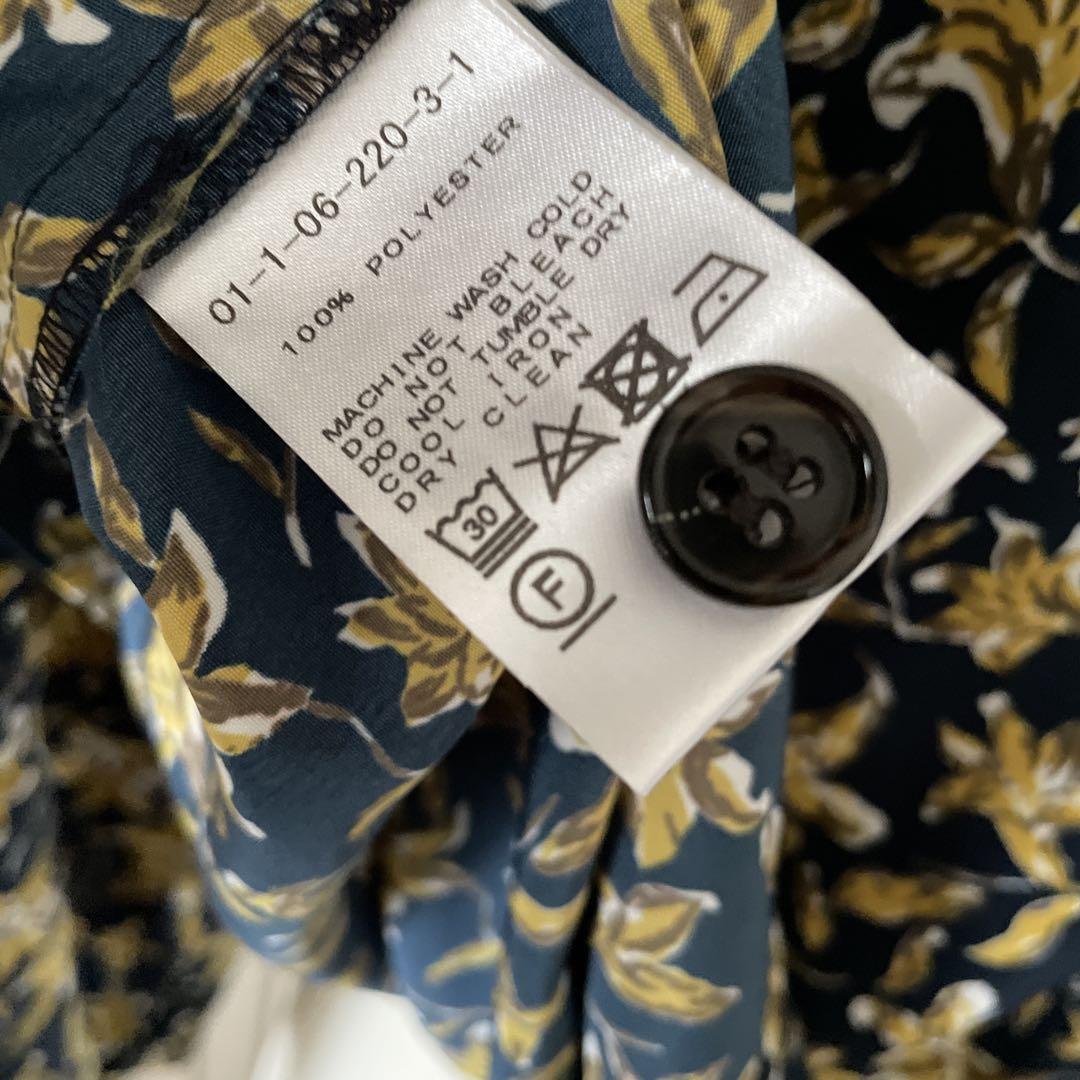 01-1-06-220-3-1
100% POLYESTER
MACHINE WASH COLD
DO NOT BLEACH
DO NOT TUMBLE DRY
COOL IRON
DRY CLEAN
30
F